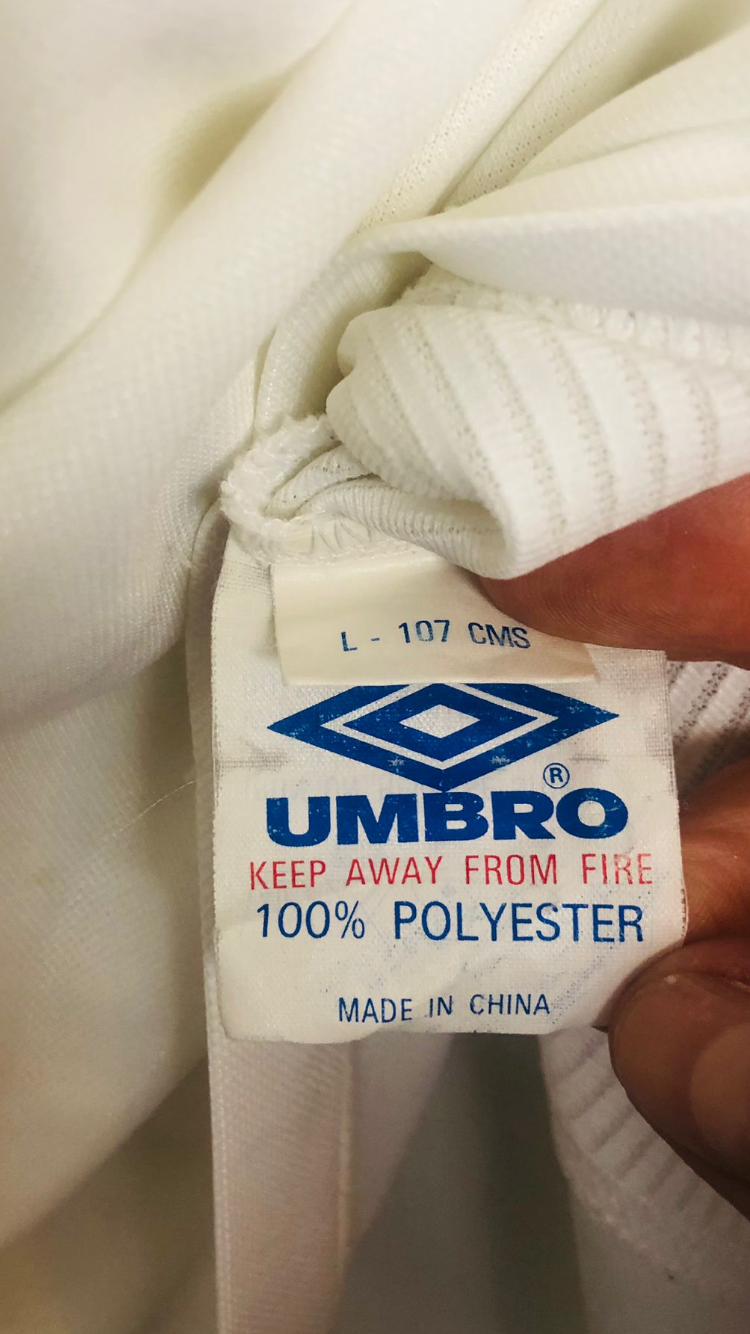 L - 107 CMS
UMBRO®
KEEP AWAY FROM FIRE
100% POLYESTER
MADE IN CHINA